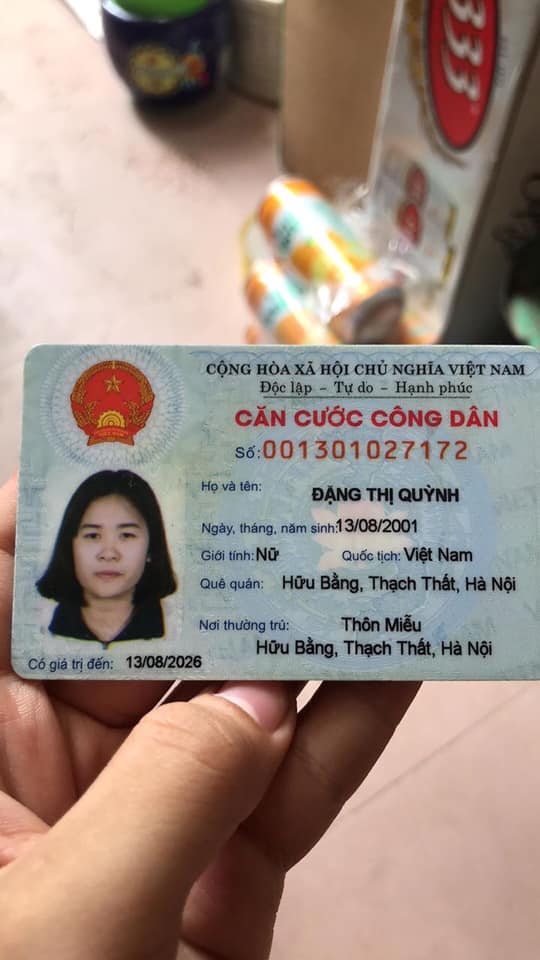 333
CỘNG HÒA XÃ HỘI CHỦ NGHĨA VIỆT NAM
Độc lập – Tự do – Hạnh phúc
CĂN CƯỚC CÔNG DÂN
Số: 001301027172
Họ và tên: ĐẶNG THỊ QUỲNH
Ngày, tháng, năm sinh: 13/08/2001
Giới tính: Nữ Quốc tịch: Việt Nam
Quê quán: Hữu Bằng, Thạch Thất, Hà Nội
Nơi thường trú: Thôn Miễu
Hữu Bằng, Thạch Thất, Hà Nội
Có giá trị đến: 13/08/2026